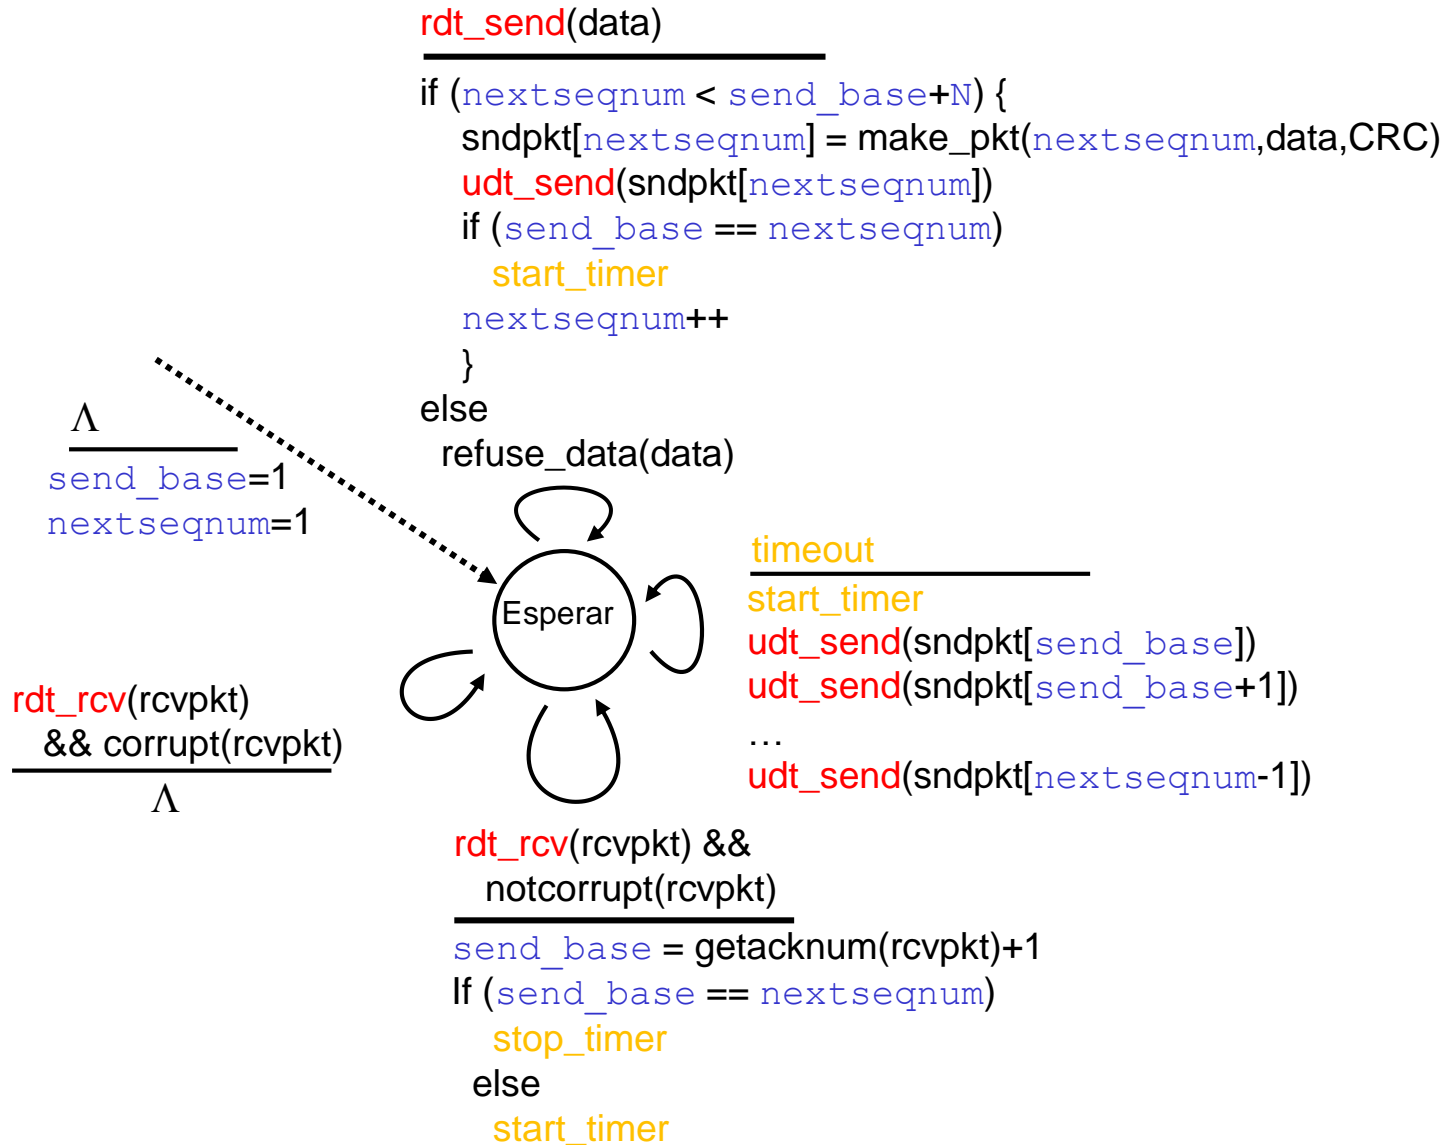 rdt_send(data)
if (nextseqnum < send_base+N) {
sndpkt[nextseqnum] = make_pkt(nextseqnum,data,CRC)
udt_send(sndpkt[nextseqnum])
if (send_base == nextseqnum)
start_timer
nextseqnum++
}
else
refuse_data(data)
Λ
send_base=1
nextseqnum=1
Esperar
timeout
start_timer
udt_send(sndpkt[send_base])
udt_send(sndpkt[send_base+1])
…
udt_send(sndpkt[nextseqnum-1])
rdt_rcv(rcvpkt)
&& corrupt(rcvpkt)
Λ
rdt_rcv(rcvpkt) &&
notcorrupt(rcvpkt)
send_base = getacknum(rcvpkt)+1
If (send_base == nextseqnum)
stop_timer
else
start_timer